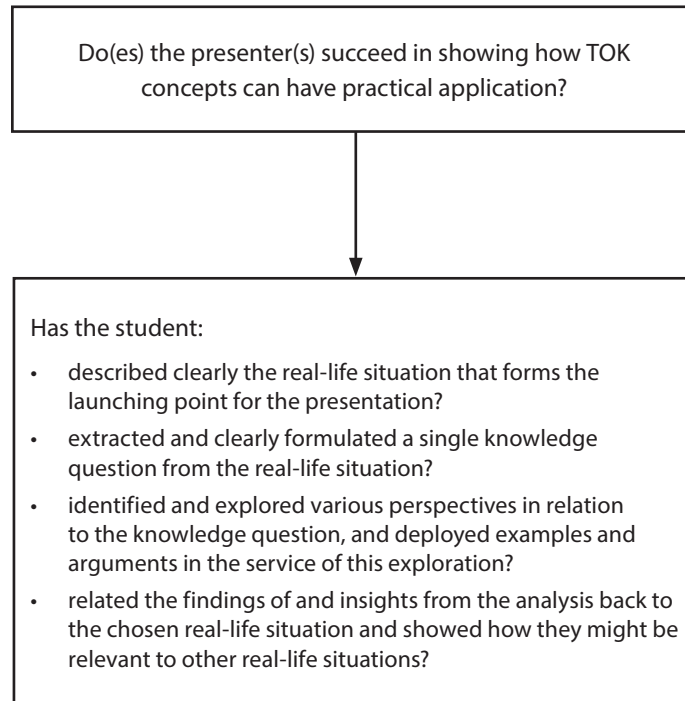 Do(es) the presenter(s) succeed in showing how TOK
concepts can have practical application?
Has the student:
• described clearly the real-life situation that forms the
launching point for the presentation?
• extracted and clearly formulated a single knowledge
question from the real-life situation?
• identified and explored various perspectives in relation
to the knowledge question, and deployed examples and
arguments in the service of this exploration?
• related the findings of and insights from the analysis back to
the chosen real-life situation and showed how they might be
relevant to other real-life situations?